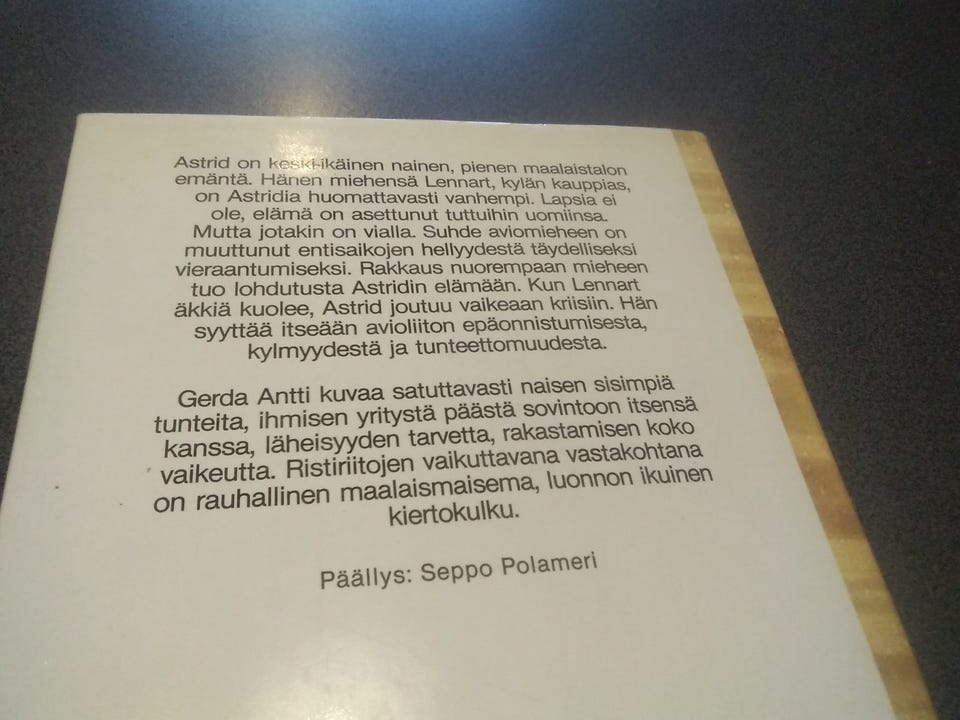 Astrid on keski-ikäinen nainen, pienen maalaistalon
emäntä. Hänen miehensä Lennart, kylän kauppias,
on Astridia huomattavasti vanhempi. Lapsia ei
ole, elämä on asettunut tuttuihin uomiinsa.
Mutta jotakin on vialla. Suhde aviomieheen on
muuttunut entisaikojen hellyydestä täydelliseksi
vieraantumiseksi. Rakkaus nuorempaan mieheen
tuo lohdutusta Astridin elämään. Kun Lennart
äkkiä kuolee, Astrid joutuu vaikeaan kriisiin. Hän
syyttää itseään avioliiton epäonnistumisesta,
kylmyydestä ja tunteettomuudesta.
Gerda Antti kuvaa satuttavasti naisen sisimpiä
tunteita, ihmisen yritystä päästä sovintoon itsensä
kanssa, läheisyyden tarvetta, rakastamisen koko
vaikeutta. Ristiriitojen vaikuttavana vastakohtana
on rauhallinen maalaismaisema, luonnon ikuinen
kiertokulku.
Päällys: Seppo Polameri